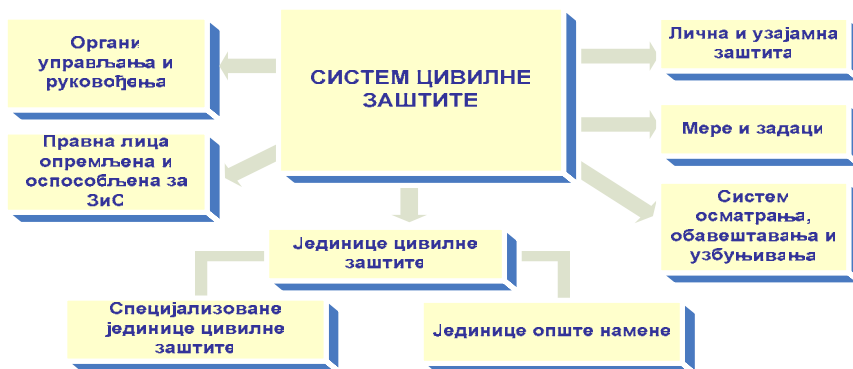 Органи
управљања и
руковођења
СИСТЕМ ЦИВИЛНЕ
ЗАШТИТЕ
Лична и узајамна
заштита
Правна лица
опремљена и
оспособљена за
ЗиС
Мере и задаци
Систем
осматрања,
обавештавања и
узбуњивања
Јединице цивилне
заштите
Специјализоване
јединице цивилне
заштите
Јединице опште намене